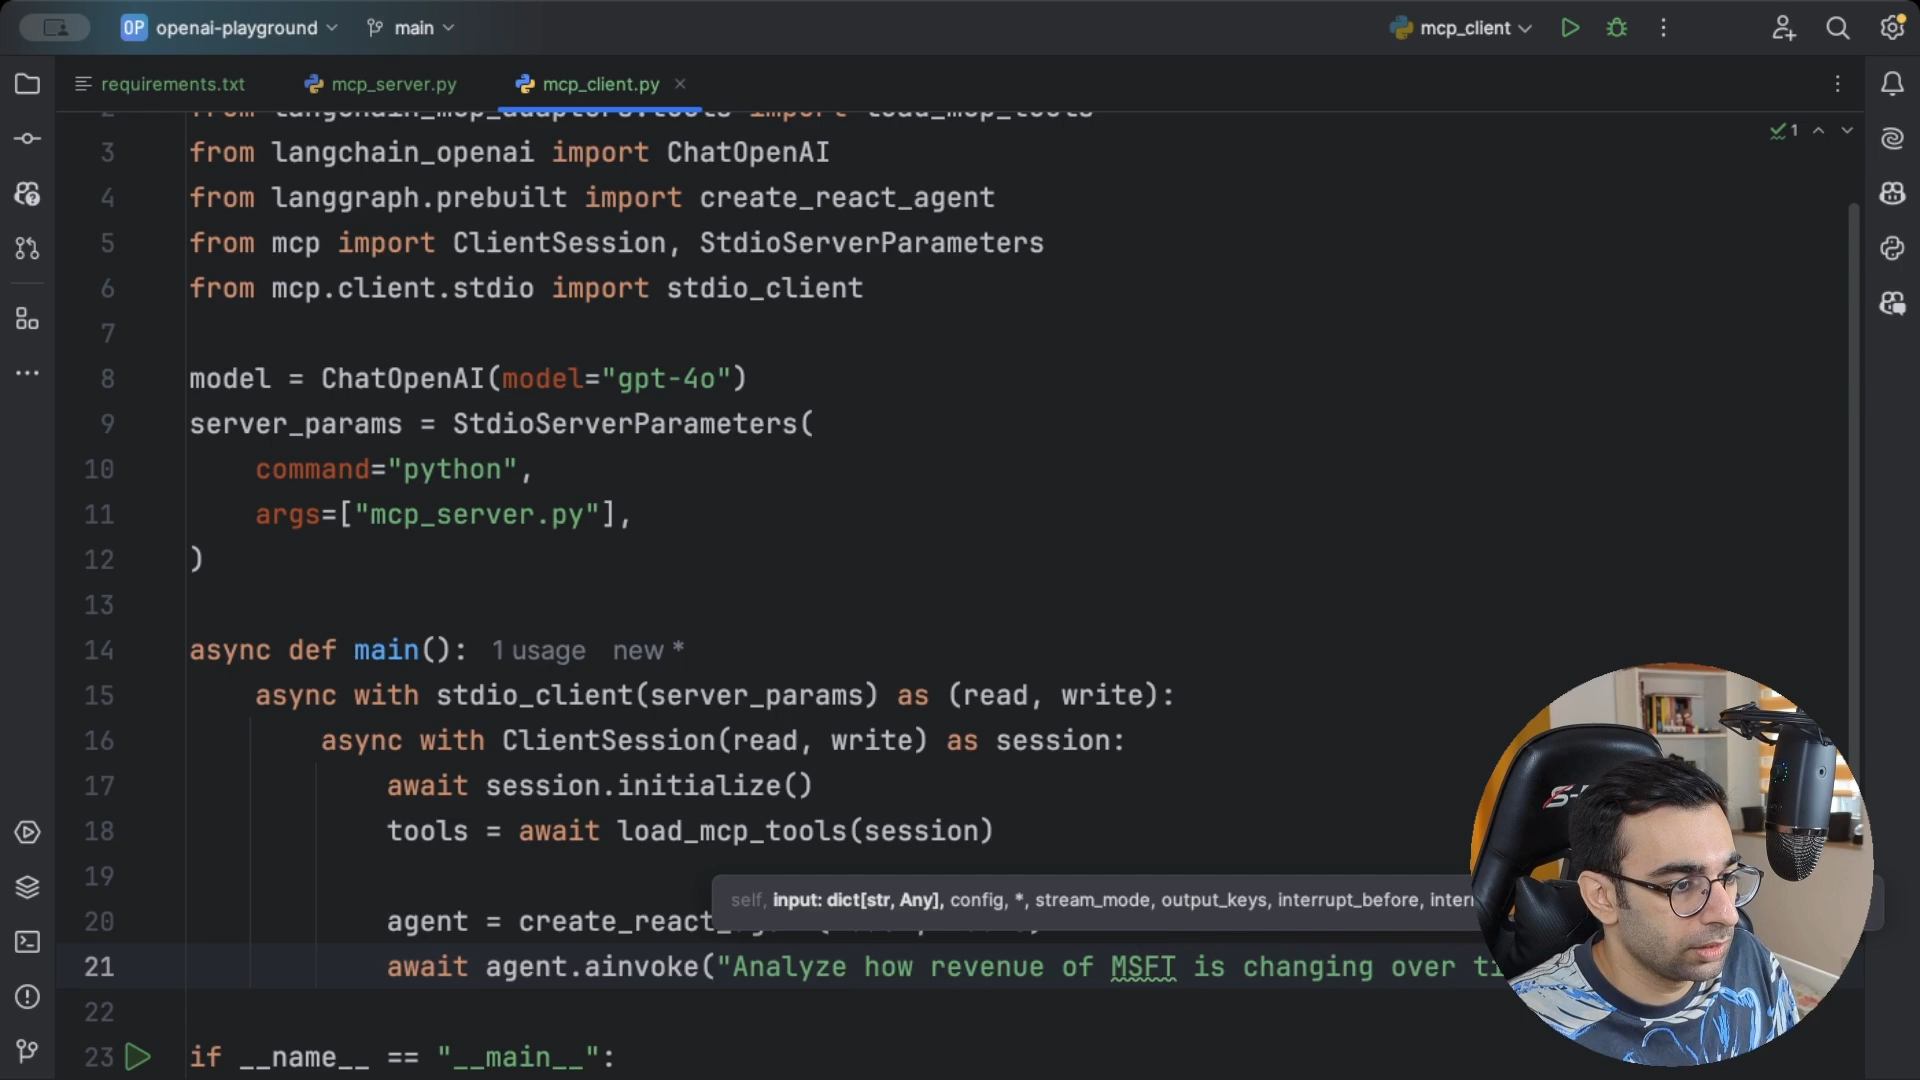 OP openai-playground main mcp_client
requirements.txt mcp_server.py mcp_client.py
3 from langchain_openai import ChatOpenAI
1
4 from langgraph.prebuilt import create_react_agent
5 from mcp import ClientSession, StdioServerParameters
6 from mcp.client.stdio import stdio_client
7
8 model = ChatOpenAI(model="gpt-4o")
9 server_params = StdioServerParameters(
10 command="python",
11 args=["mcp_server.py"],
12 )
13
14 async def main(): 1 usage new *
15 async with stdio_client(server_params) as (read, write):
16 async with ClientSession(read, write) as session:
17 await session.initialize()
18 tools = await load_mcp_tools(session)
19
self, input: dict[str, Any], config, *, stream_mode, output_keys, interrupt_before, interr
20 agent = create_react_
21 await agent.ainvoke("Analyze how revenue of MSFT is changing over ti
22
23 if __name__ == "__main__":